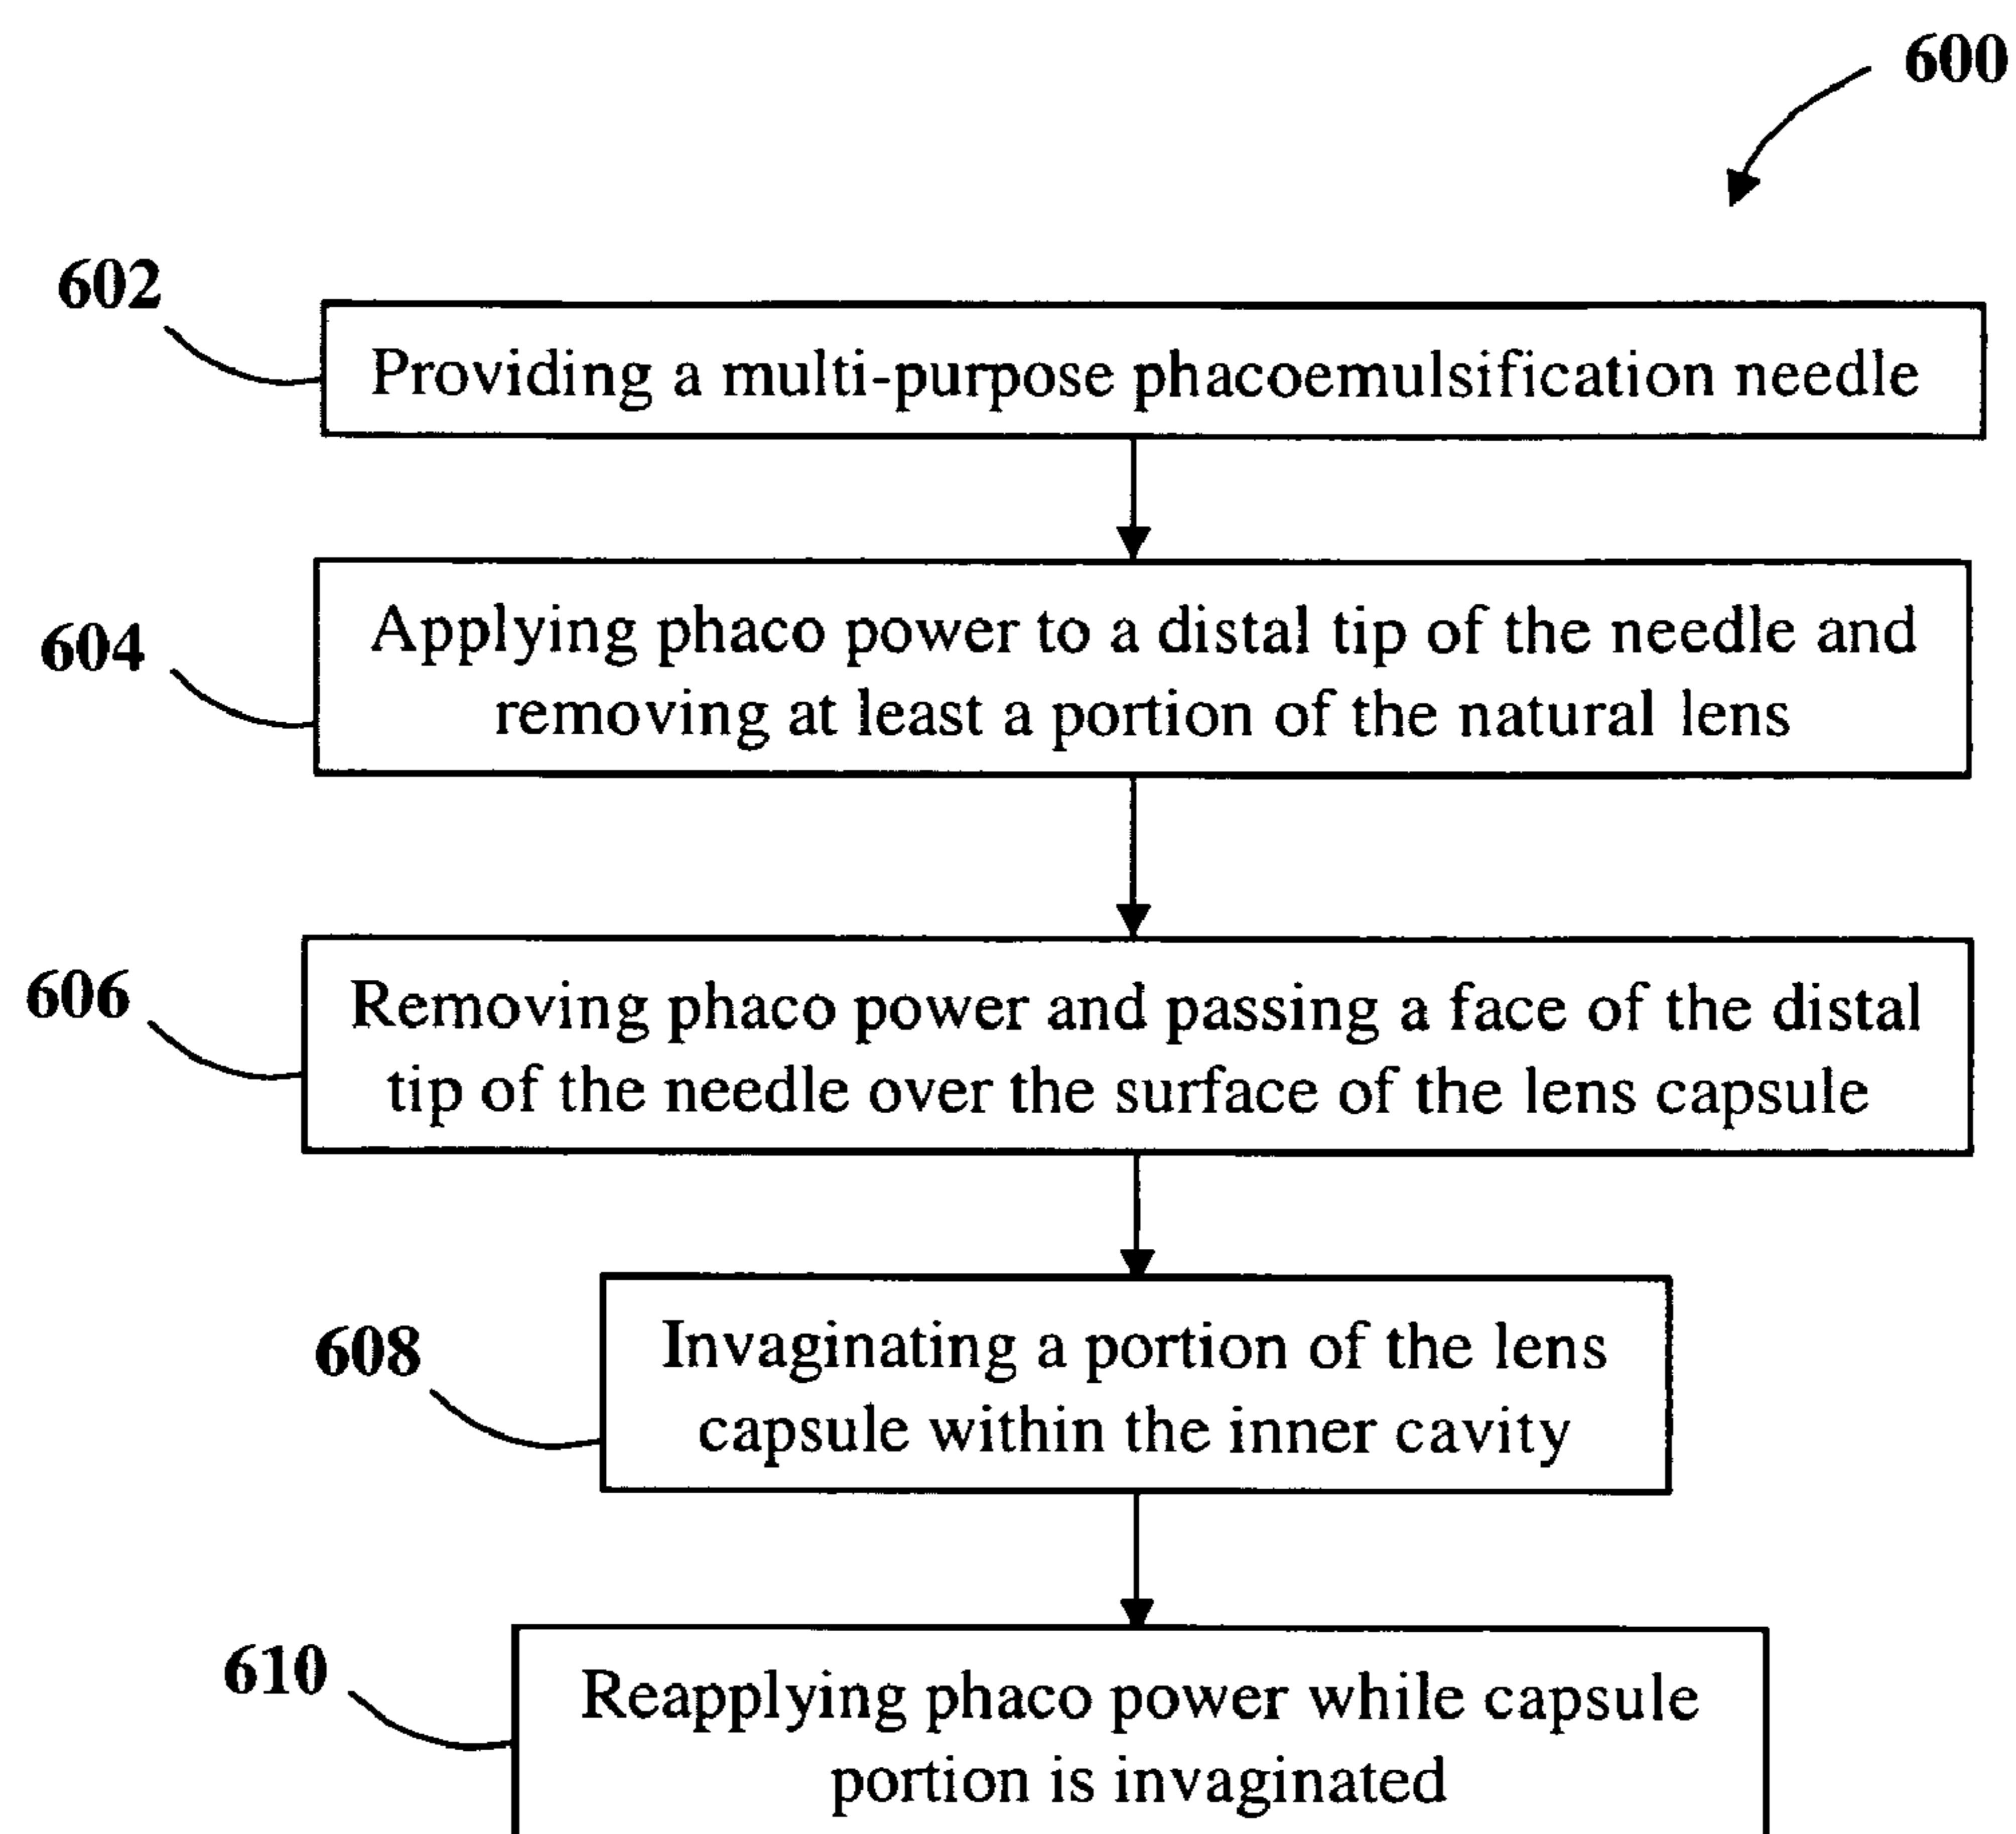 600
602
Providing a multi-purpose phacoemulsification needle
604
Applying phaco power to a distal tip of the needle and
removing at least a portion of the natural lens
606
Removing phaco power and passing a face of the distal
tip of the needle over the surface of the lens capsule
608
Invaginating a portion of the lens
capsule within the inner cavity
610
Reapplying phaco power while capsule
portion is invaginated